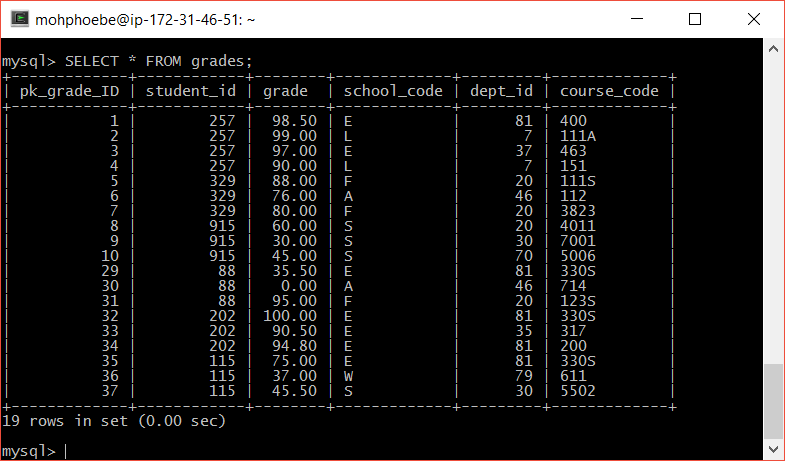 mohphoebe@ip-172-31-46-51: ~
mysql> SELECT * FROM grades;
+-------------+------------+--------+-------------+---------+-------------+
| pk_grade_ID | student_id | grade  | school_code | dept_id | course_code |
+-------------+------------+--------+-------------+---------+-------------+
|           1 |        257 |  98.50 | E           |      81 | 400         |
|           2 |        257 |  99.00 | L           |       7 | 111A        |
|           3 |        257 |  97.00 | E           |      37 | 463         |
|           4 |        257 |  90.00 | L           |       7 | 151         |
|           5 |        329 |  88.00 | F           |      20 | 111S        |
|           6 |        329 |  76.00 | A           |      46 | 112         |
|           7 |        329 |  80.00 | F           |      20 | 3823        |
|           8 |        915 |  60.00 | S           |      20 | 4011        |
|           9 |        915 |  30.00 | S           |      30 | 7001        |
|          10 |        915 |  45.00 | S           |      70 | 5006        |
|          29 |         88 |  35.50 | E           |      81 | 330S        |
|          30 |         88 |   0.00 | A           |      46 | 714         |
|          31 |         88 |  95.00 | F           |      20 | 123S        |
|          32 |        202 | 100.00 | E           |      81 | 330S        |
|          33 |        202 |  90.50 | E           |      35 | 317         |
|          34 |        202 |  94.80 | E           |      81 | 200         |
|          35 |        115 |  75.00 | E           |      81 | 330S        |
|          36 |        115 |  37.00 | W           |      79 | 611         |
|          37 |        115 |  45.50 | S           |      30 | 5502        |
+-------------+------------+--------+-------------+---------+-------------+
19 rows in set (0.00 sec)
mysql> |